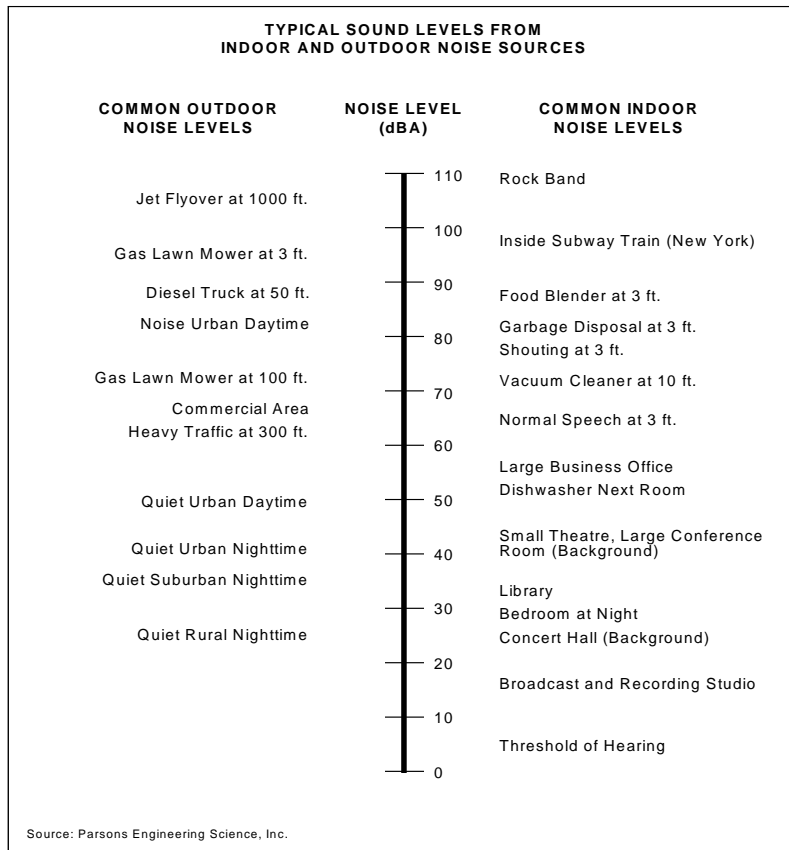 TYPICAL SOUND LEVELS FROM
INDOOR AND OUTDOOR NOISE SOURCES
COMMON OUTDOOR
NOISE LEVELS
NOISE LEVEL
(dBA)
COMMON INDOOR
NOISE LEVELS
Jet Flyover at 1000 ft.
Gas Lawn Mower at 3 ft.
Diesel Truck at 50 ft.
Noise Urban Daytime
Gas Lawn Mower at 100 ft.
Commercial Area
Heavy Traffic at 300 ft.
Quiet Urban Daytime
Quiet Urban Nighttime
Quiet Suburban Nighttime
Quiet Rural Nighttime
110
100
90
80
70
60
50
40
30
20
10
0
Rock Band
Inside Subway Train (New York)
Food Blender at 3 ft.
Garbage Disposal at 3 ft.
Shouting at 3 ft.
Vacuum Cleaner at 10 ft.
Normal Speech at 3 ft.
Large Business Office
Dishwasher Next Room
Small Theatre, Large Conference
Room (Background)
Library
Bedroom at Night
Concert Hall (Background)
Broadcast and Recording Studio
Threshold of Hearing
Source: Parsons Engineering Science, Inc.